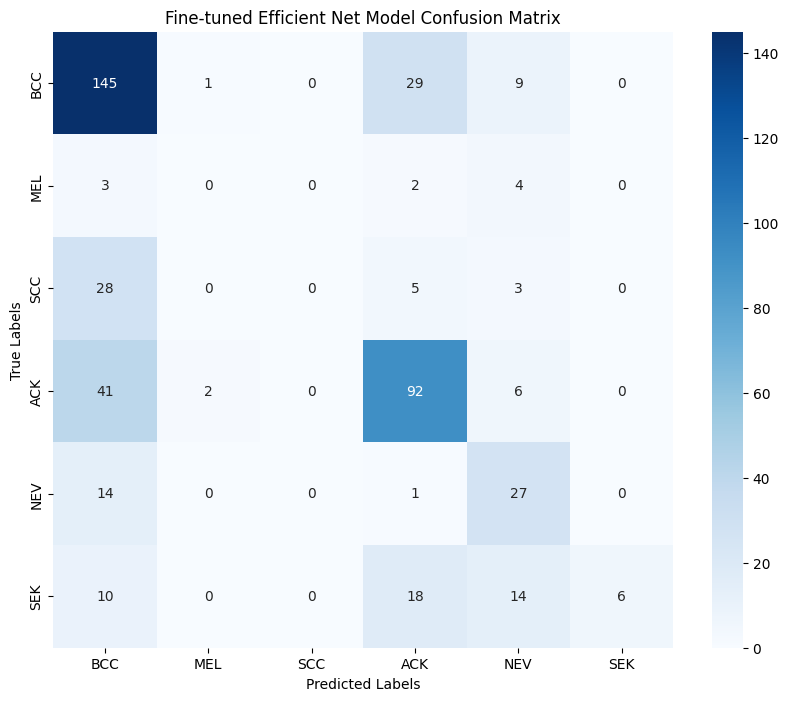 Fine-tuned Efficient Net Model Confusion Matrix
True Labels
BCC 145 1 0 29 9 0
MEL 3 0 0 2 4 0
SCC 28 0 0 5 3 0
ACK 41 2 0 92 6 0
NEV 14 0 0 1 27 0
SEK 10 0 0 18 14 6
BCC MEL SCC ACK NEV SEK
Predicted Labels
140
120
100
80
60
40
20
0